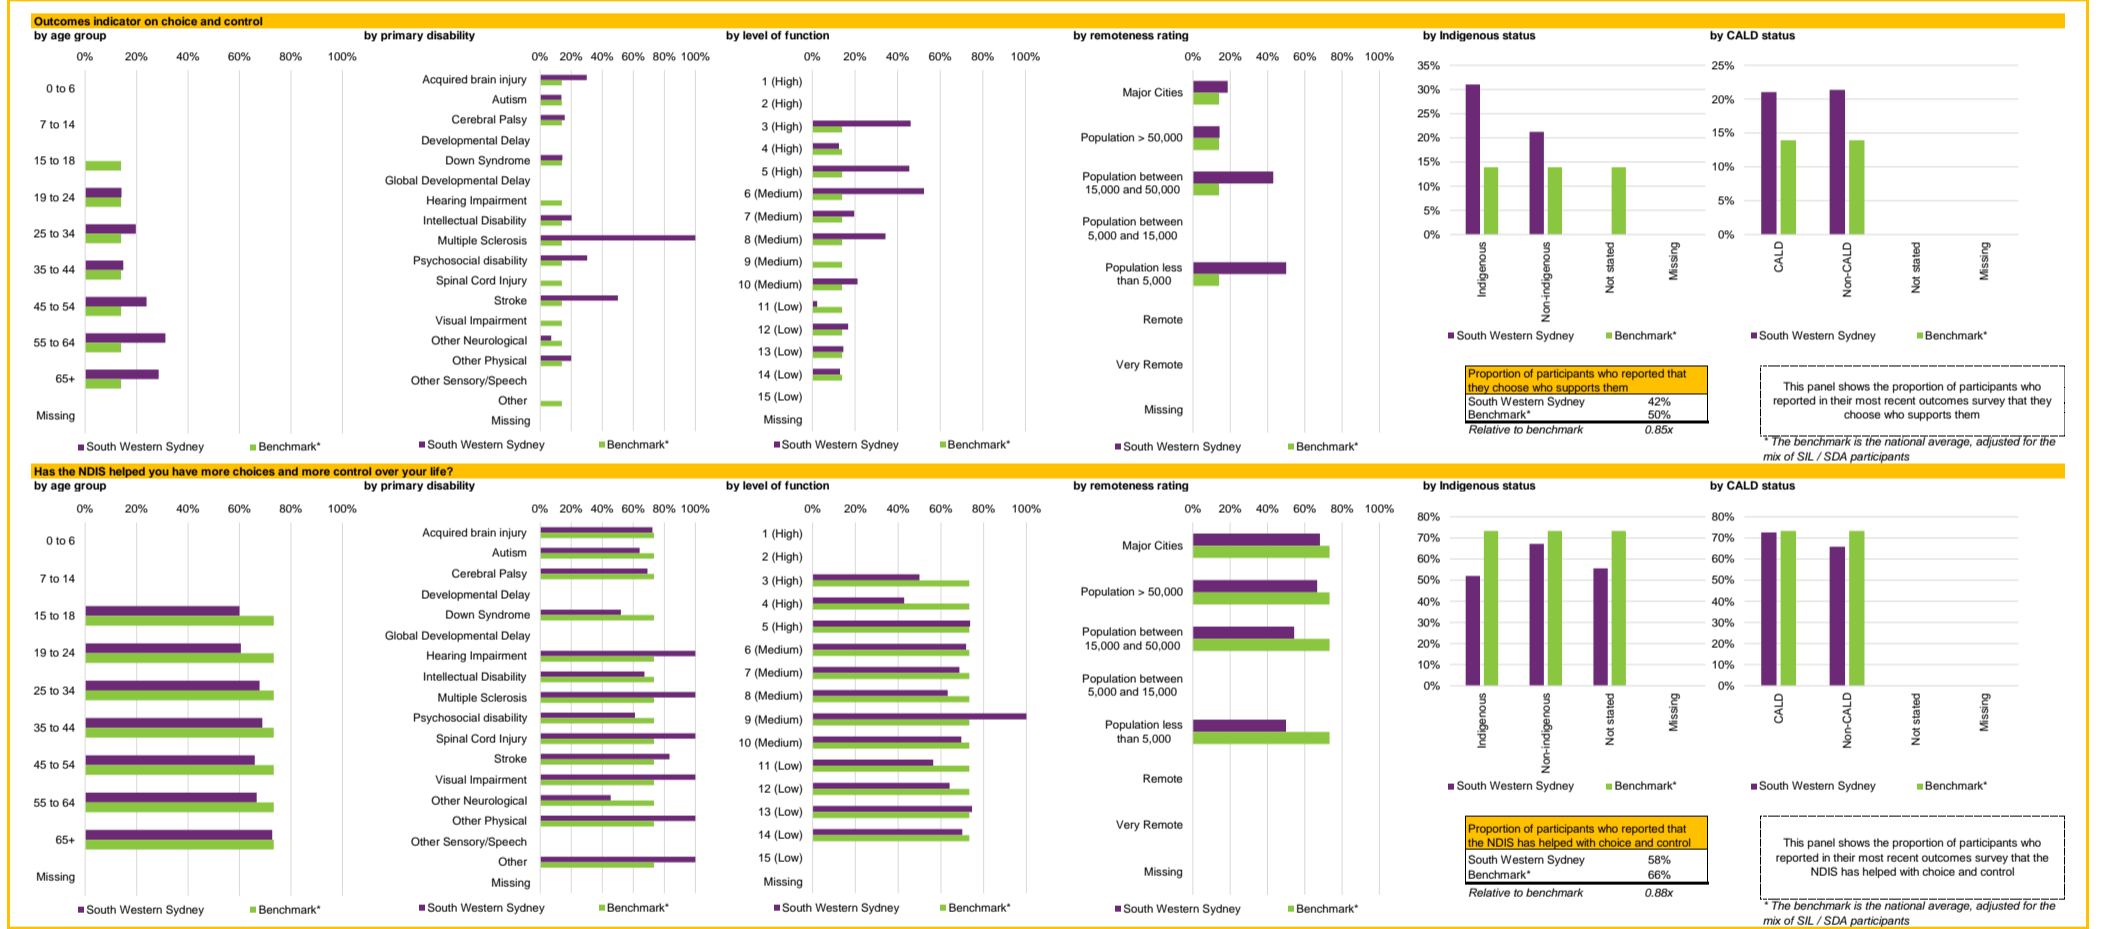 Outcomes indicator on choice and control
by age group
0% 20% 40% 60% 80% 100%
0 to 6
7 to 14
15 to 18
19 to 24
25 to 34
35 to 44
45 to 54
55 to 64
65+
Missing
South Western Sydney Benchmark*
by primary disability
0% 20% 40% 60% 80% 100%
Acquired brain injury
Autism
Cerebral Palsy
Developmental Delay
Down Syndrome
Global Developmental Delay
Hearing Impairment
Intellectual Disability
Multiple Sclerosis
Psychosocial disability
Spinal Cord Injury
Stroke
Visual Impairment
Other Neurological
Other Physical
Other Sensory/Speech
Other
Missing
South Western Sydney Benchmark*
by level of function
0% 20% 40% 60% 80% 100%
1 (High)
2 (High)
3 (High)
4 (High)
5 (High)
6 (Medium)
7 (Medium)
8 (Medium)
9 (Medium)
10 (Medium)
11 (Low)
12 (Low)
13 (Low)
14 (Low)
15 (Low)
Missing
South Western Sydney Benchmark*
by remoteness rating
0% 20% 40% 60% 80% 100%
Major Cities
Population > 50,000
Population between
15,000 and 50,000
Population between
5,000 and 15,000
Population less
than 5,000
Remote
Very Remote
Missing
South Western Sydney Benchmark*
by Indigenous status
35%
30%
25%
20%
15%
10%
5%
0%
Indigenous
Non-indigenous
Not stated
Missing
South Western Sydney Benchmark*
by CALD status
25%
20%
15%
10%
5%
0%
CALD
Non-CALD
Not stated
Missing
South Western Sydney Benchmark*
Proportion of participants who reported that
they choose who supports them
South Western Sydney 42%
Benchmark* 50%
Relative to benchmark 0.85x
This panel shows the proportion of participants who
reported in their most recent outcomes survey that they
choose who supports them
* The benchmark is the national average, adjusted for the
mix of SIL / SDA participants
Has the NDIS helped you have more choices and more control over your life?
by age group
0% 20% 40% 60% 80% 100%
0 to 6
7 to 14
15 to 18
19 to 24
25 to 34
35 to 44
45 to 54
55 to 64
65+
Missing
South Western Sydney Benchmark*
by primary disability
0% 20% 40% 60% 80% 100%
Acquired brain injury
Autism
Cerebral Palsy
Developmental Delay
Down Syndrome
Global Developmental Delay
Hearing Impairment
Intellectual Disability
Multiple Sclerosis
Psychosocial disability
Spinal Cord Injury
Stroke
Visual Impairment
Other Neurological
Other Physical
Other Sensory/Speech
Other
Missing
South Western Sydney Benchmark*
by level of function
0% 20% 40% 60% 80% 100%
1 (High)
2 (High)
3 (High)
4 (High)
5 (High)
6 (Medium)
7 (Medium)
8 (Medium)
9 (Medium)
10 (Medium)
11 (Low)
12 (Low)
13 (Low)
14 (Low)
15 (Low)
Missing
South Western Sydney Benchmark*
by remoteness rating
0% 20% 40% 60% 80% 100%
Major Cities
Population > 50,000
Population between
15,000 and 50,000
Population between
5,000 and 15,000
Population less
than 5,000
Remote
Very Remote
Missing
South Western Sydney Benchmark*
by Indigenous status
80%
70%
60%
50%
40%
30%
20%
10%
0%
Indigenous
Non-indigenous
Not stated
Missing
South Western Sydney Benchmark*
by CALD status
80%
70%
60%
50%
40%
30%
20%
10%
0%
CALD
Non-CALD
Not stated
Missing
South Western Sydney Benchmark*
Proportion of participants who reported that
the NDIS has helped with choice and control
South Western Sydney 58%
Benchmark* 66%
Relative to benchmark 0.88x
This panel shows the proportion of participants who
reported in their most recent outcomes survey that the
NDIS has helped with choice and control
* The benchmark is the national average, adjusted for the
mix of SIL / SDA participants